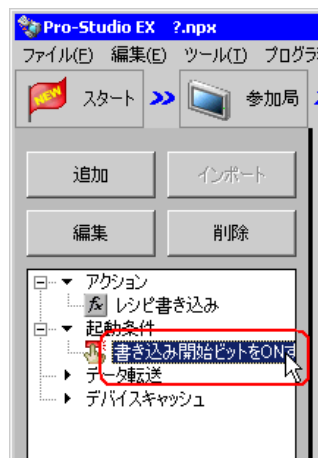 Pro-Studio EX ?.npx
ファイル(F) 編集(E) ツール(T) プログラ
スタート 参加局
追加 インポート
編集 削除
アクション
fx レシピ書き込み
起動条件
書き込み開始ビットをONす
データ転送
デバイスキャッシュ